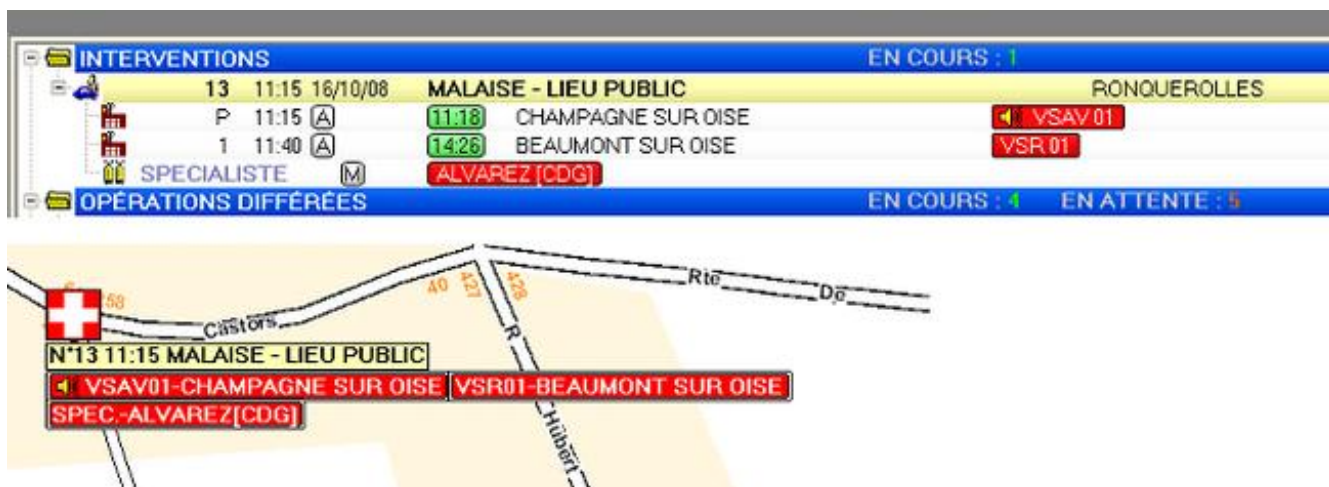 INTERVENTIONS EN COURS : 1
13 11:15 16/10/08 MALAISE - LIEU PUBLIC RONQUEROLLES
P 11:15 A 11:18 CHAMPAGNE SUR OISE VSAV 01
1 11:40 A 14:26 BEAUMONT SUR OISE VSR 01
SPECIALISTE M ALVAREZ [CDG]
OPÉRATIONS DIFFÉRÉES EN COURS : 4 EN ATTENTE : 5
Rte De
40 427 428
58
Castors
R Hübert
N°13 11:15 MALAISE - LIEU PUBLIC
VSAV01-CHAMPAGNE SUR OISE VSR01-BEAUMONT SUR OISE
SPEC.-ALVAREZ[CDG]